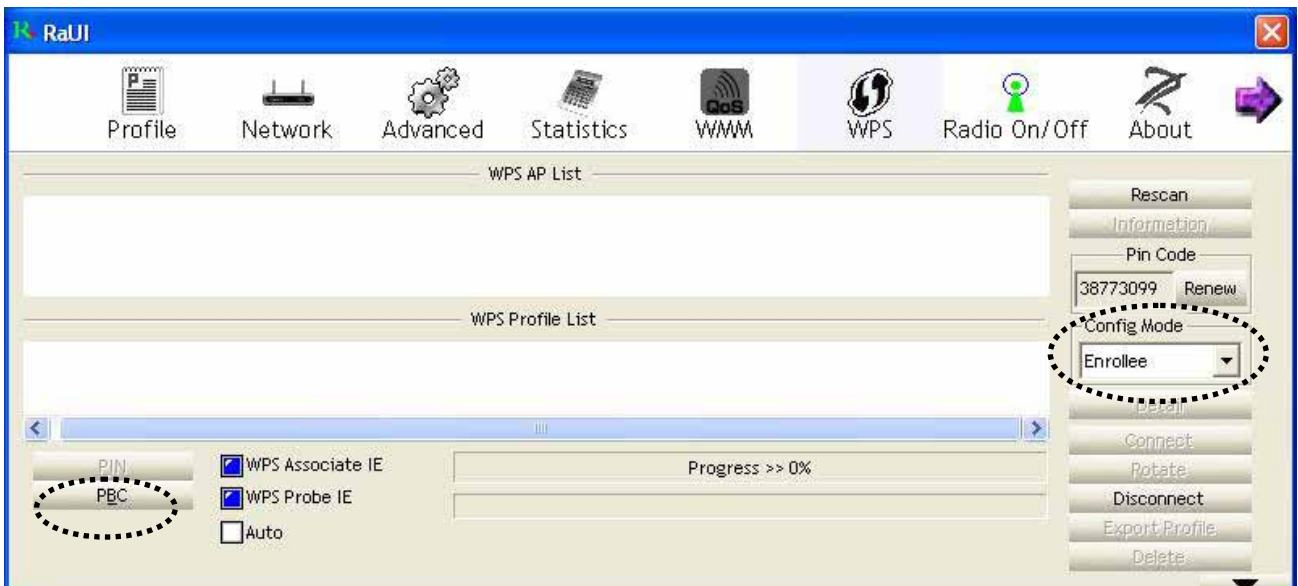 RaUI
Profile Network Advanced Statistics WMM WPS Radio On/Off About
QoS
WPS AP List
Rescan
Information
Pin Code
38773099 Renew
WPS Profile List
Config Mode
Enrollee
Detail
Connect
PIN WPS Associate IE Progress >> 0% Rotate
PBC WPS Probe IE Disconnect
Auto Export Profile
Delete